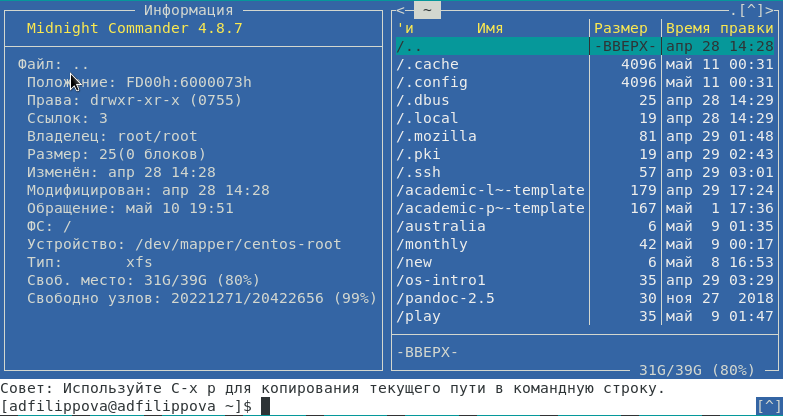 Информация
Midnight Commander 4.8.7
Файл: ..
Положение: FD00h:6000073h
Права: drwxr-xr-x (0755)
Ссылок: 3
Владелец: root/root
Размер: 25(0 блоков)
Изменён: апр 28 14:28
Модифицирован: апр 28 14:28
Обращение: май 10 19:51
ФС: /
Устройство: /dev/mapper/centos-root
Тип: xfs
Своб. место: 31G/39G (80%)
Свободно узлов: 20221271/20422656 (99%)
<─ ~ .[^]>
'и Имя Размер Время правки
/.. -ВВЕРХ- апр 28 14:28
/.cache 4096 май 11 00:31
/.config 4096 май 11 00:31
/.dbus 25 апр 28 14:29
/.local 19 апр 28 14:29
/.mozilla 81 апр 29 01:48
/.pki 19 апр 29 02:43
/.ssh 57 апр 29 03:01
/academic-l~-template 179 апр 29 17:24
/academic-p~-template 167 май 1 17:36
/australia 6 май 9 01:35
/monthly 42 май 9 00:17
/new 6 май 8 16:53
/os-intro1 35 апр 29 03:29
/pandoc-2.5 30 ноя 27 2018
/play 35 май 9 01:47
-ВВЕРХ-
31G/39G (80%)
Совет: Используйте C-x p для копирования текущего пути в командную строку.
[adfilippova@adfilippova ~]$ [^]